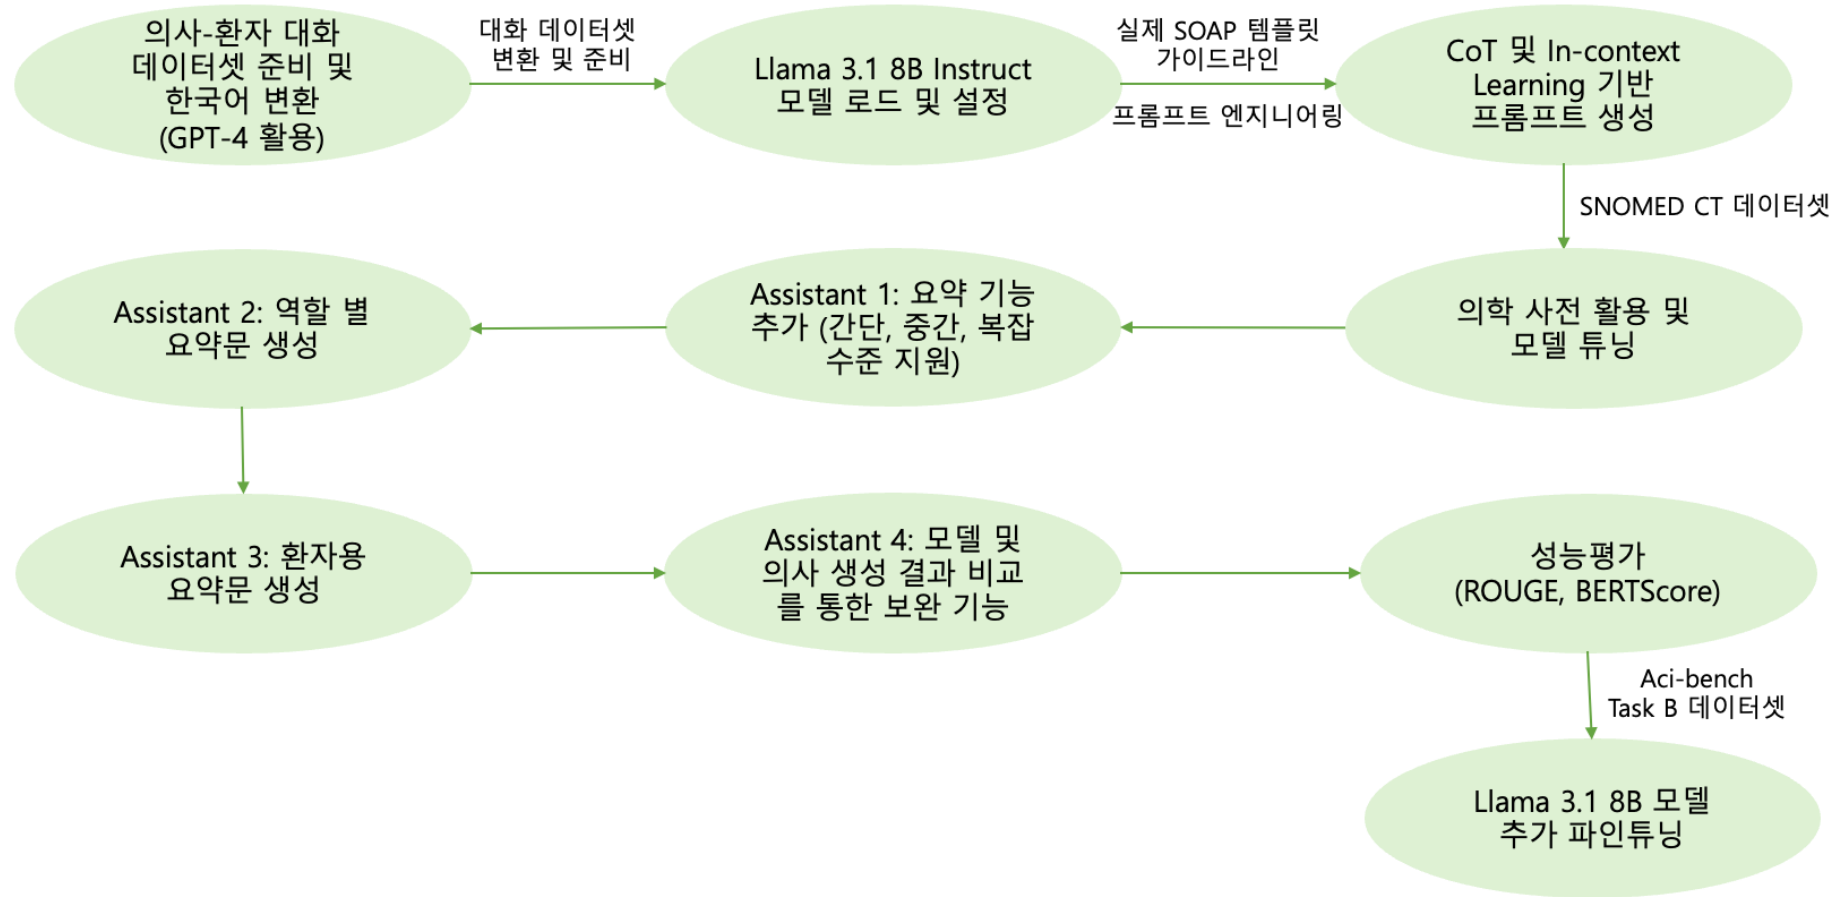 의사-환자 대화
데이터셋 준비 및
한국어 변환
(GPT-4 활용)
대화 데이터셋
변환 및 준비
Llama 3.1 8B Instruct
모델 로드 및 설정
실제 SOAP 템플릿
가이드라인
프롬프트 엔지니어링
CoT 및 In-context
Learning 기반
프롬프트 생성
SNOMED CT 데이터셋
의학 사전 활용 및
모델 튜닝
Assistant 1: 요약 기능
추가 (간단, 중간, 복잡
수준 지원)
Assistant 2: 역할 별
요약문 생성
Assistant 3: 환자용
요약문 생성
Assistant 4: 모델 및
의사 생성 결과 비교
를 통한 보완 기능
성능평가
(ROUGE, BERTScore)
Aci-bench
Task B 데이터셋
Llama 3.1 8B 모델
추가 파인튜닝